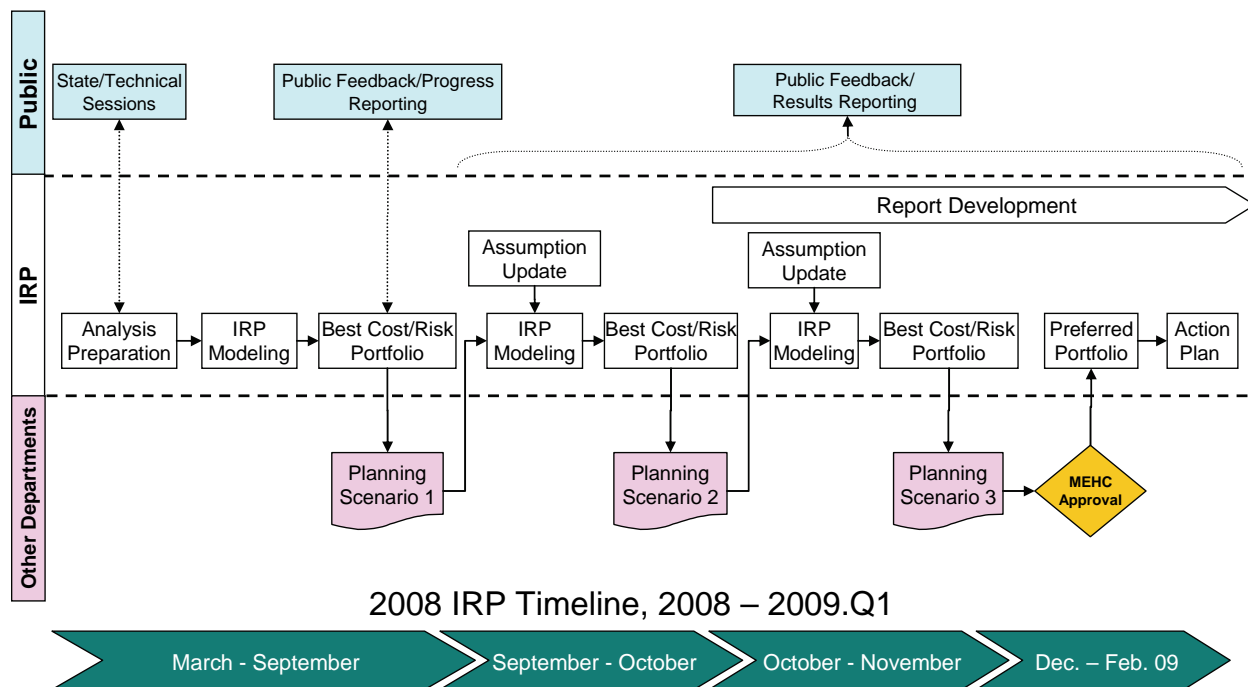 Public
State/Technical
Sessions
Public Feedback/Progress
Reporting
Public Feedback/
Results Reporting
IRP
Report Development
Assumption
Update
Assumption
Update
Analysis
Preparation
IRP
Modeling
Best Cost/Risk
Portfolio
IRP
Modeling
Best Cost/Risk
Portfolio
IRP
Modeling
Best Cost/Risk
Portfolio
Preferred
Portfolio
Action
Plan
Other Departments
Planning
Scenario 1
Planning
Scenario 2
Planning
Scenario 3
MEHC
Approval
2008 IRP Timeline, 2008 – 2009.Q1
March - September
September - October
October - November
Dec. – Feb. 09